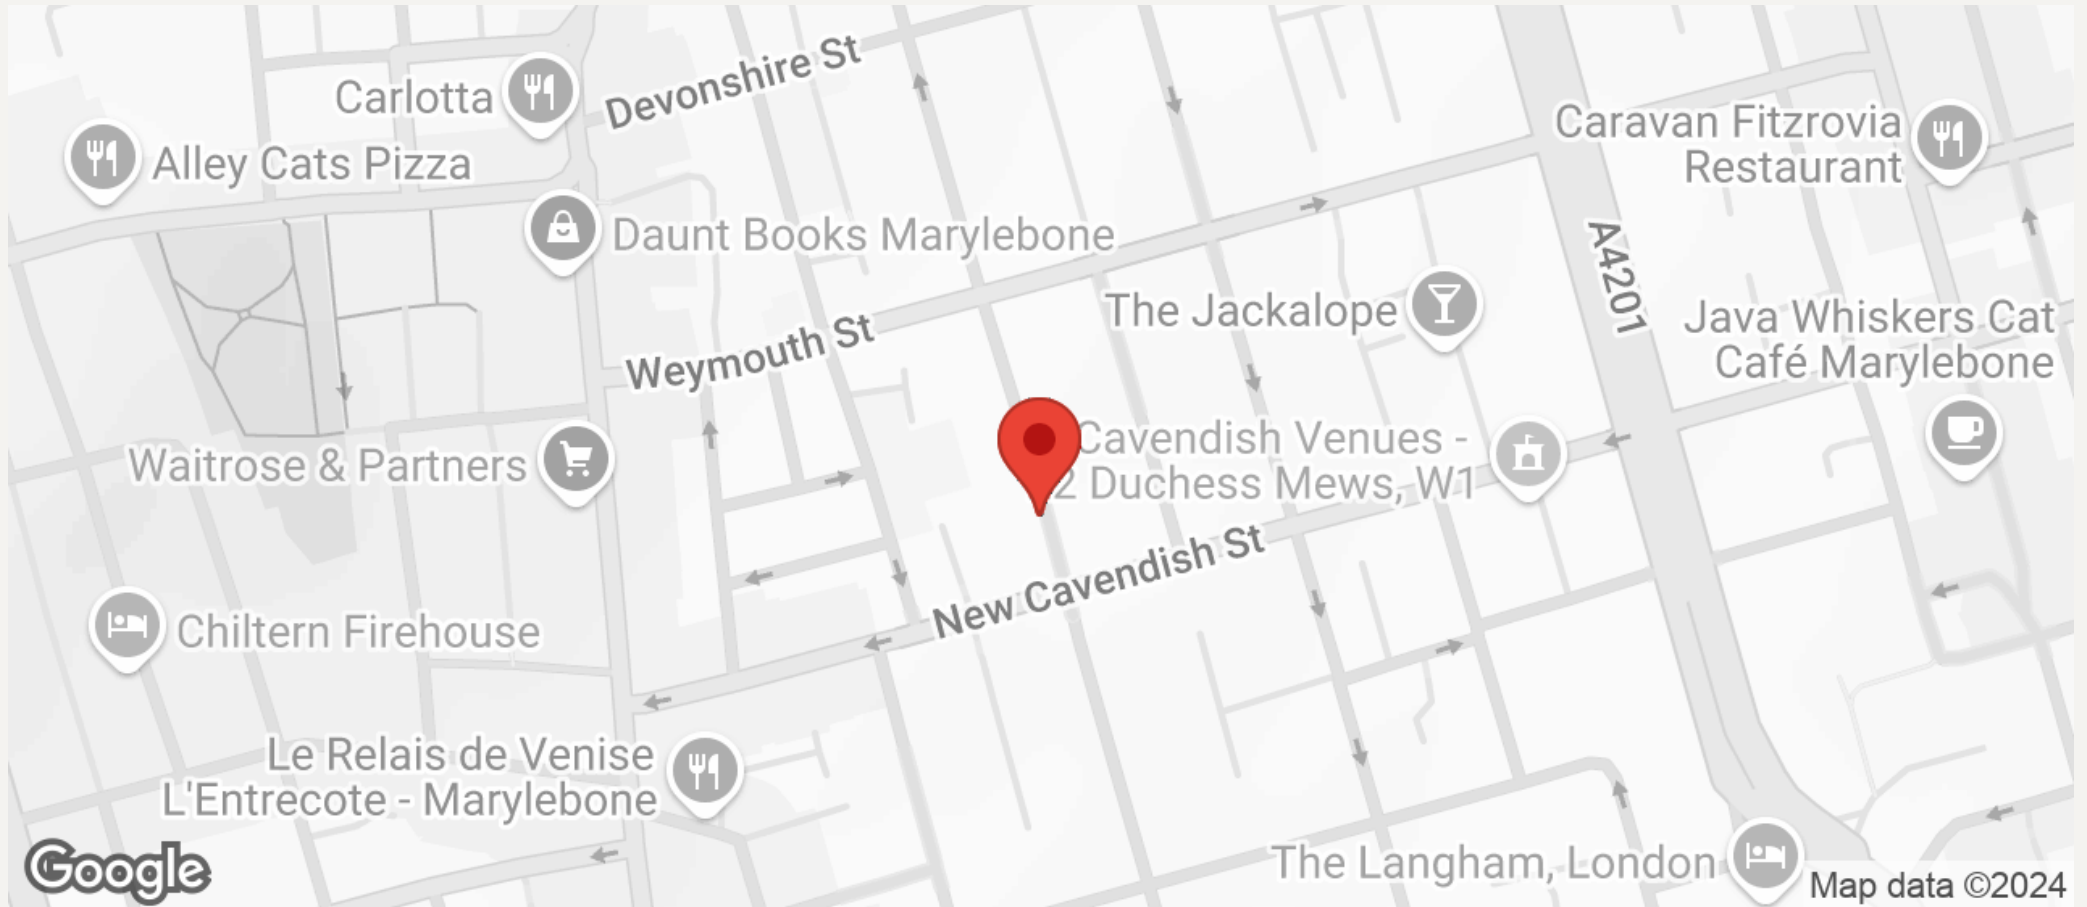 Devonshire St
Carlotta
Alley Cats Pizza
Caravan Fitzrovia
Restaurant
Daunt Books Marylebone
A4201
The Jackalope
Java Whiskers Cat
Café Marylebone
Weymouth St
Waitrose & Partners
Cavendish Venues -
2 Duchess Mews, W1
New Cavendish St
Chiltern Firehouse
Le Relais de Venise
L'Entrecote - Marylebone
The Langham, London
Google
Map data ©2024